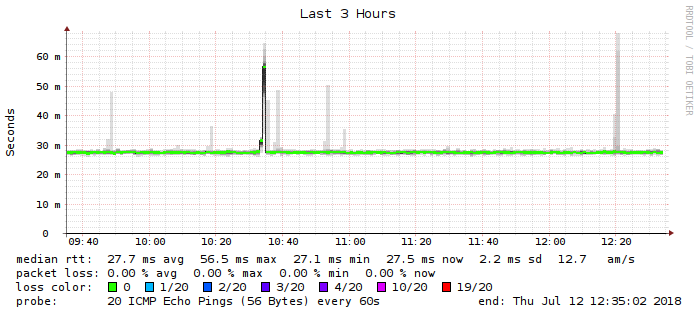 Last 3 Hours
RRDTOOL / TOBI OETIKER
Seconds
60 m
50 m
40 m
30 m
20 m
10 m
0
09:40 10:00 10:20 10:40 11:00 11:20 11:40 12:00 12:20
median rtt: 27.7 ms avg 56.5 ms max 27.1 ms min 27.5 ms now 2.2 ms sd 12.7 am/s
packet loss: 0.00 % avg 0.00 % max 0.00 % min 0.00 % now
loss color: 0 1/20 2/20 3/20 4/20 10/20 19/20
probe: 20 ICMP Echo Pings (56 Bytes) every 60s end: Thu Jul 12 12:35:02 2018